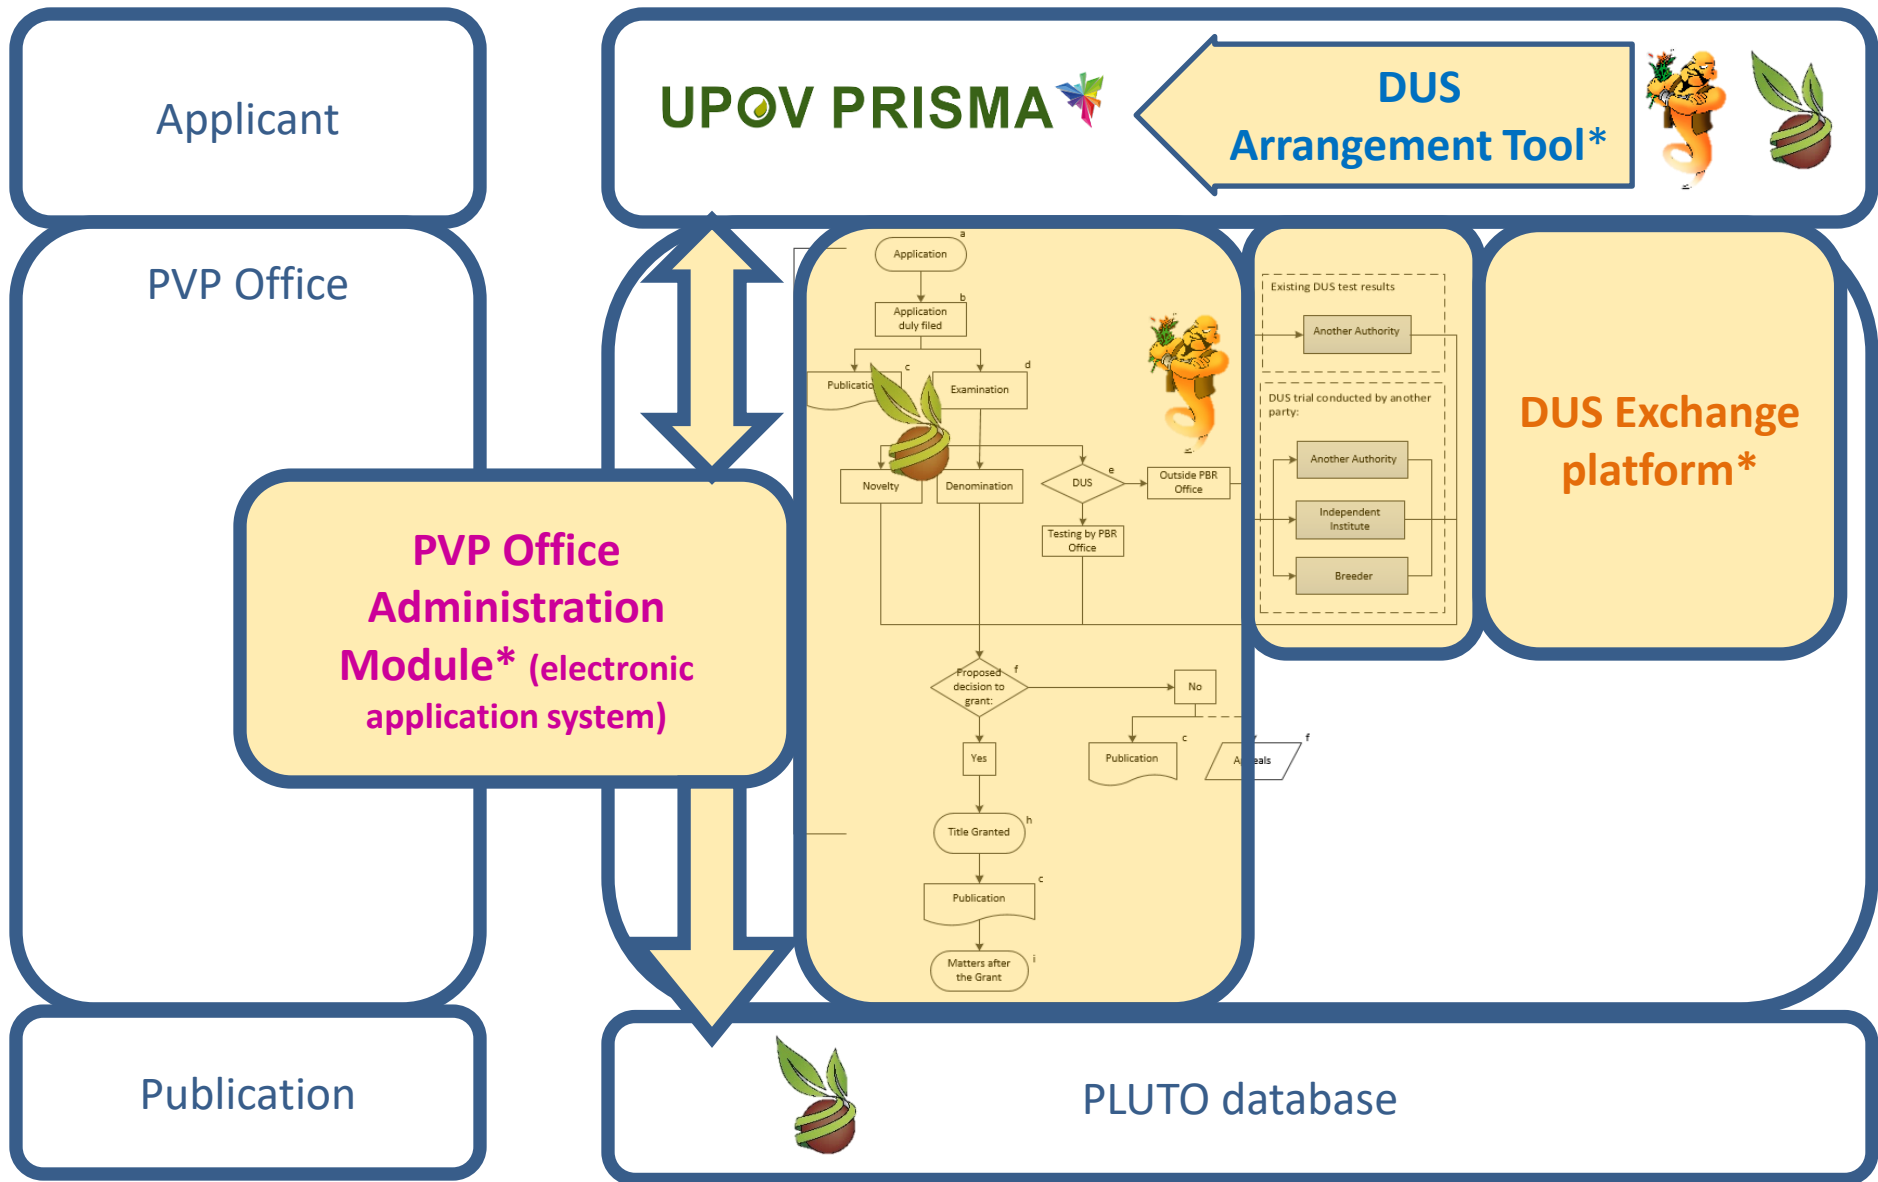 Applicant
UPOV PRISMA
DUS
Arrangement Tool*
PVP Office
a
Application
b
Application
duly filed
c
Publicatio
d
Examination
Novelty
Denomination
e
DUS
Outside PBR
Office
Testing by PBR
Office
Existing DUS test results
Another Authority
DUS trial conducted by another
party:
Another Authority
Independent
Institute
Breeder
DUS Exchange
platform*
PVP Office
Administration
Module* (electronic
application system)
f
Proposed
decision to
grant:
No
Yes
c
Publication
f
Appeals
h
Title Granted
c
Publication
i
Matters after
the Grant
Publication
PLUTO database